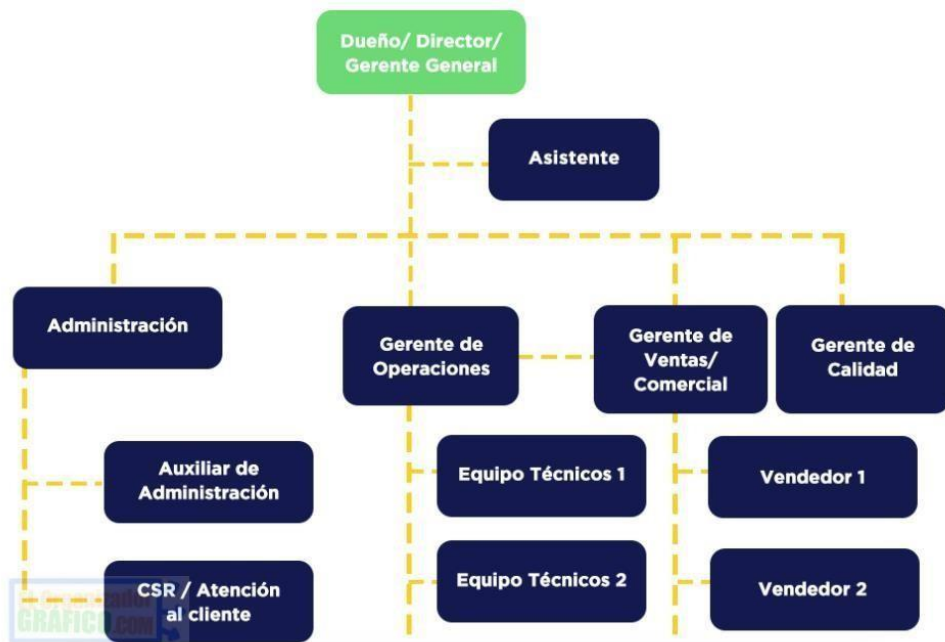 Dueño/ Director/
Gerente General
Asistente
Administración
Gerente de
Operaciones
Gerente de
Ventas/
Comercial
Gerente de
Calidad
Auxiliar de
Administración
Equipo Técnicos 1
Vendedor 1
CSR / Atención
al cliente
Equipo Técnicos 2
Vendedor 2
GRÁFICO.COM